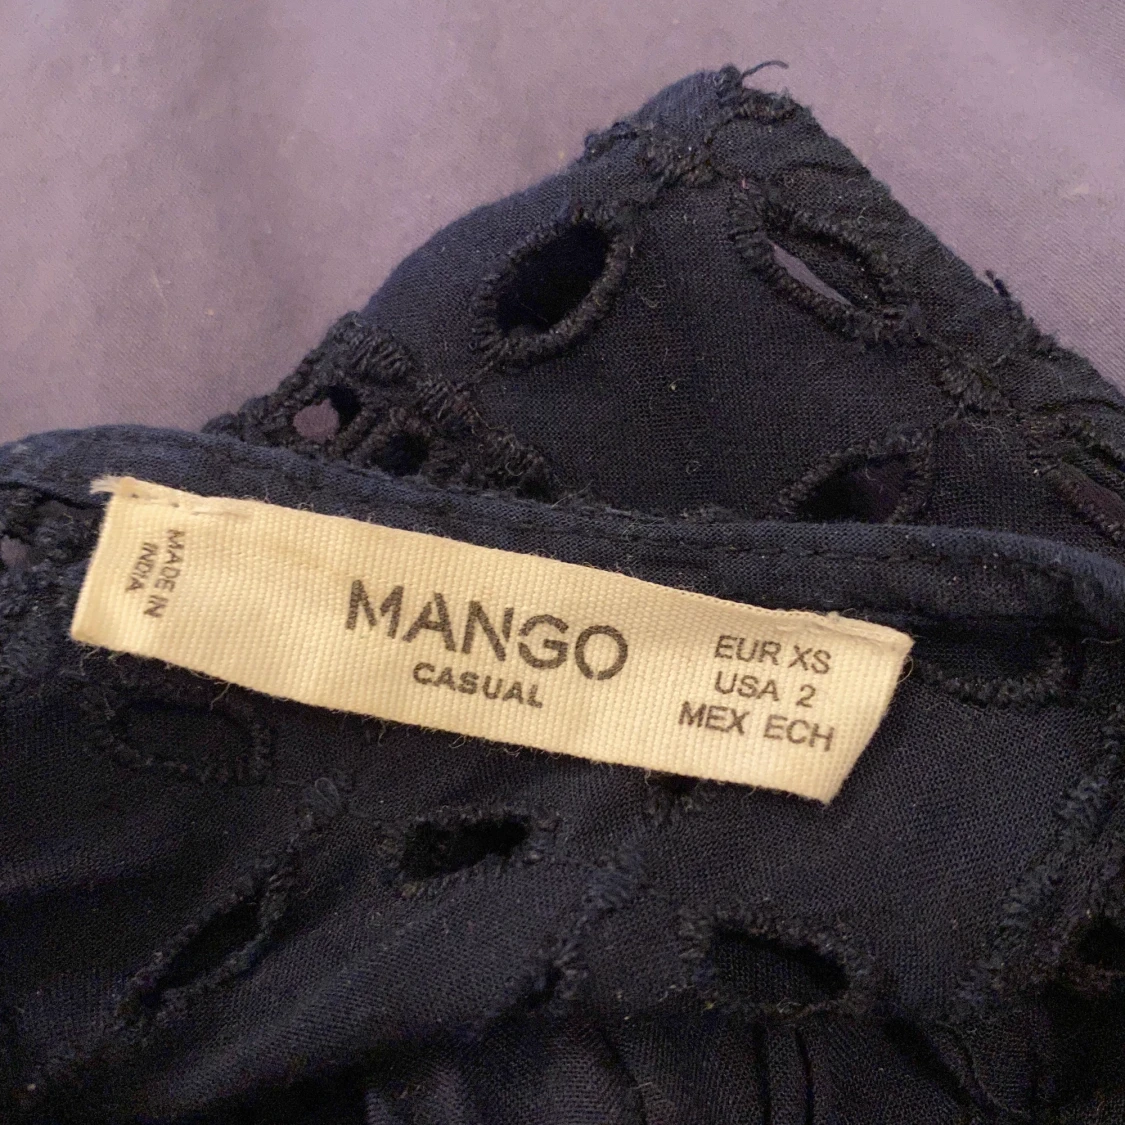 MADE IN
INDIA
MANGO
CASUAL
EUR XS
USA 2
MEX ECH